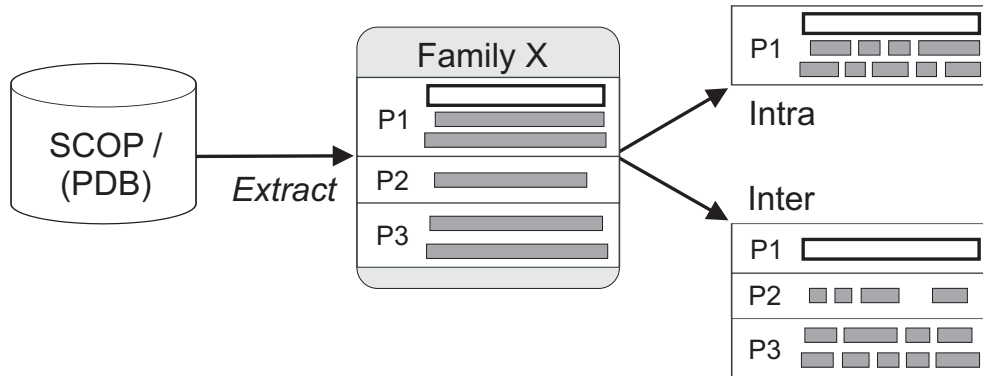 SCOP /
(PDB)
Extract
Family X
P1
P2
P3
P1
Intra
Inter
P1
P2
P3